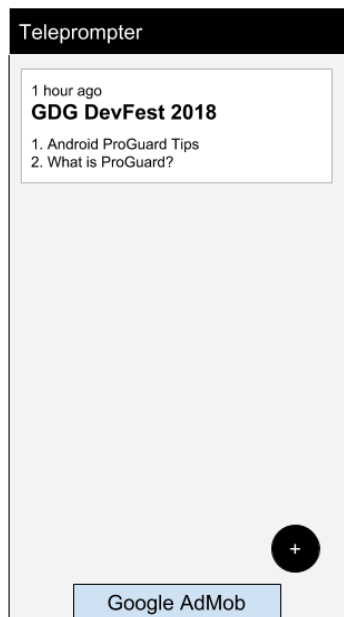 Teleprompter
1 hour ago
GDG DevFest 2018
1. Android ProGuard Tips
2. What is ProGuard?
+
Google AdMob